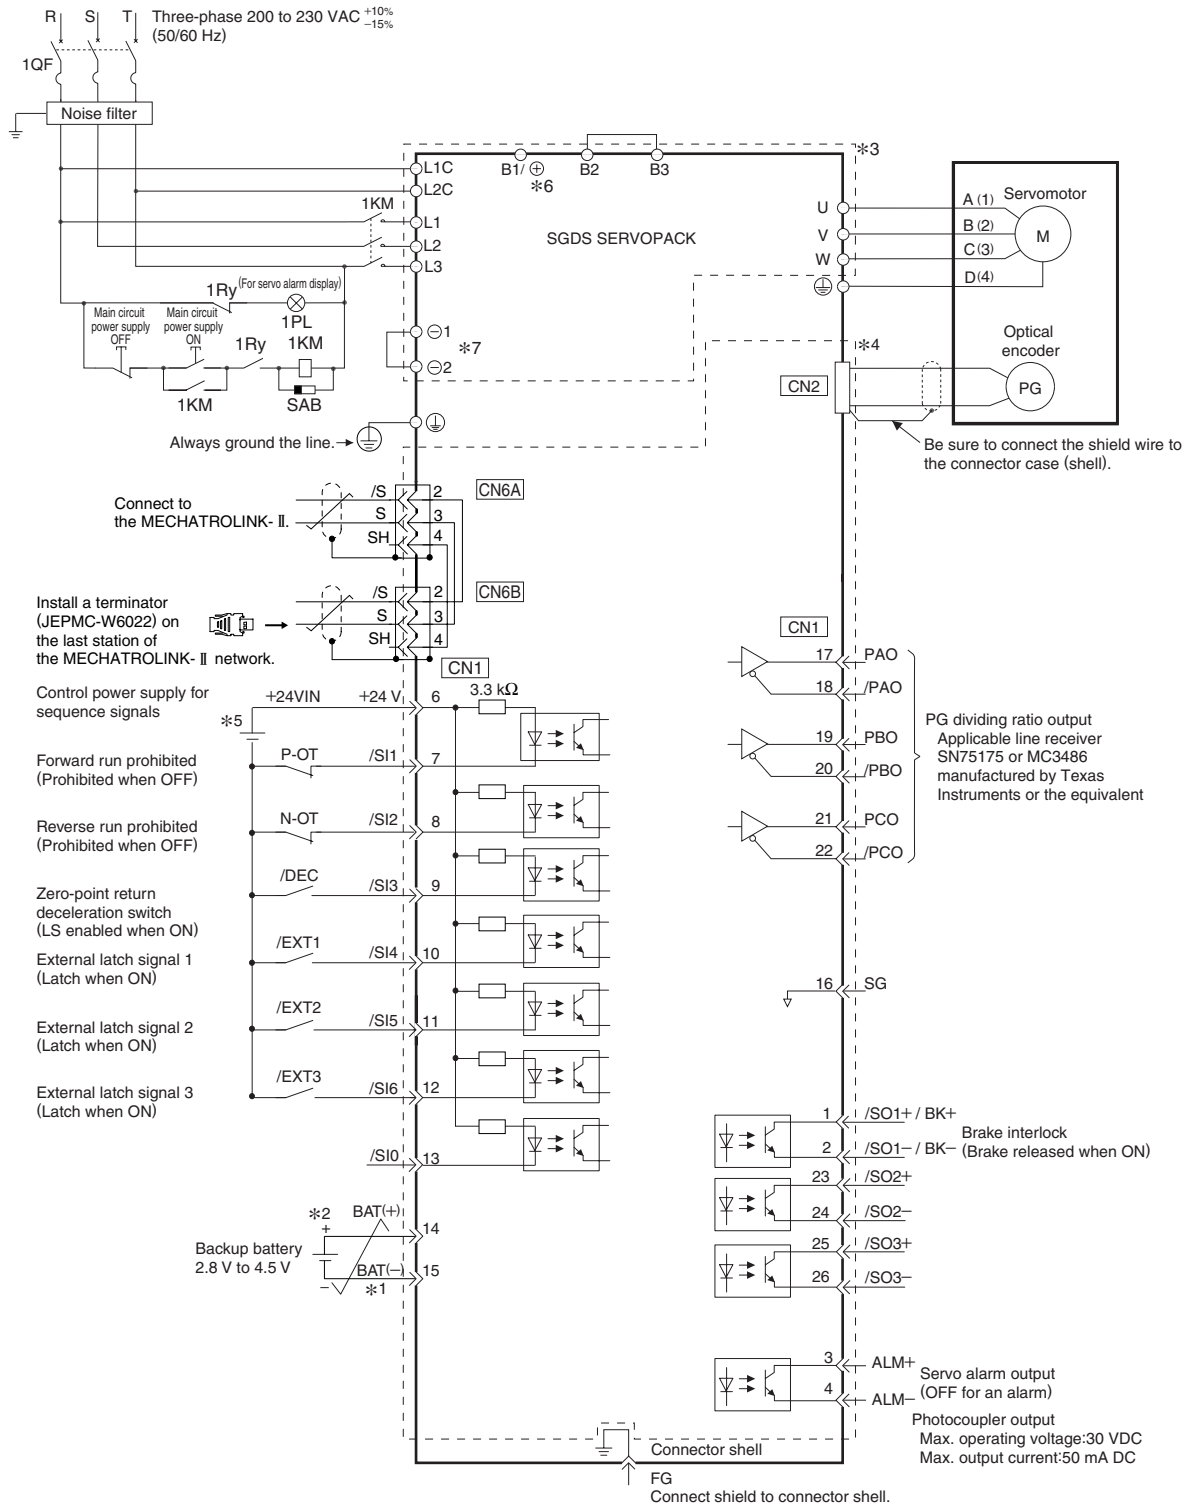 R S T Three-phase 200 to 230 VAC +10% −15%
(50/60 Hz)
1QF
Noise filter
L1C
L2C
1KM
L1
L2
L3
B1/ ⊕
*6
B2
B3
*3
SGDS SERVOPACK
U
V
W
A (1)
B (2)
C (3)
D (4)
Servomotor
M
1Ry
(For servo alarm display)
1PL
Main circuit
power supply
OFF
Main circuit
power supply
ON
1Ry
1KM
1KM
SAB
⊖1
*7
⊖2
*4
CN2
Optical
encoder
PG
Always ground the line.
Be sure to connect the shield wire to
the connector case (shell).
Connect to
the MECHATROLINK- Ⅱ.
/S 2
S 3
SH 4
CN6A
Install a terminator
(JEPMC-W6022) on
the last station of
the MECHATROLINK- Ⅱ network.
/S 2
S 3
SH 4
CN6B
CN1
Control power supply for
sequence signals
+24VIN +24 V 6 3.3 kΩ
*5
Forward run prohibited
(Prohibited when OFF)
P-OT /SI1 7
Reverse run prohibited
(Prohibited when OFF)
N-OT /SI2 8
Zero-point return
deceleration switch
(LS enabled when ON)
/DEC /SI3 9
External latch signal 1
(Latch when ON)
/EXT1 /SI4 10
External latch signal 2
(Latch when ON)
/EXT2 /SI5 11
External latch signal 3
(Latch when ON)
/EXT3 /SI6 12
/SI0 13
*2
+
BAT(+) 14
Backup battery
2.8 V to 4.5 V
−
BAT(−) 15
*1
CN1
17 PAO
18 /PAO
19 PBO
20 /PBO
21 PCO
22 /PCO
PG dividing ratio output
Applicable line receiver
SN75175 or MC3486
manufactured by Texas
Instruments or the equivalent
16 SG
1 /SO1+ / BK+
2 /SO1− / BK−
Brake interlock
(Brake released when ON)
23 /SO2+
24 /SO2−
25 /SO3+
26 /SO3−
3 ALM+
4 ALM−
Servo alarm output
(OFF for an alarm)
Photocoupler output
Max. operating voltage:30 VDC
Max. output current:50 mA DC
Connector shell
FG
Connect shield to connector shell.